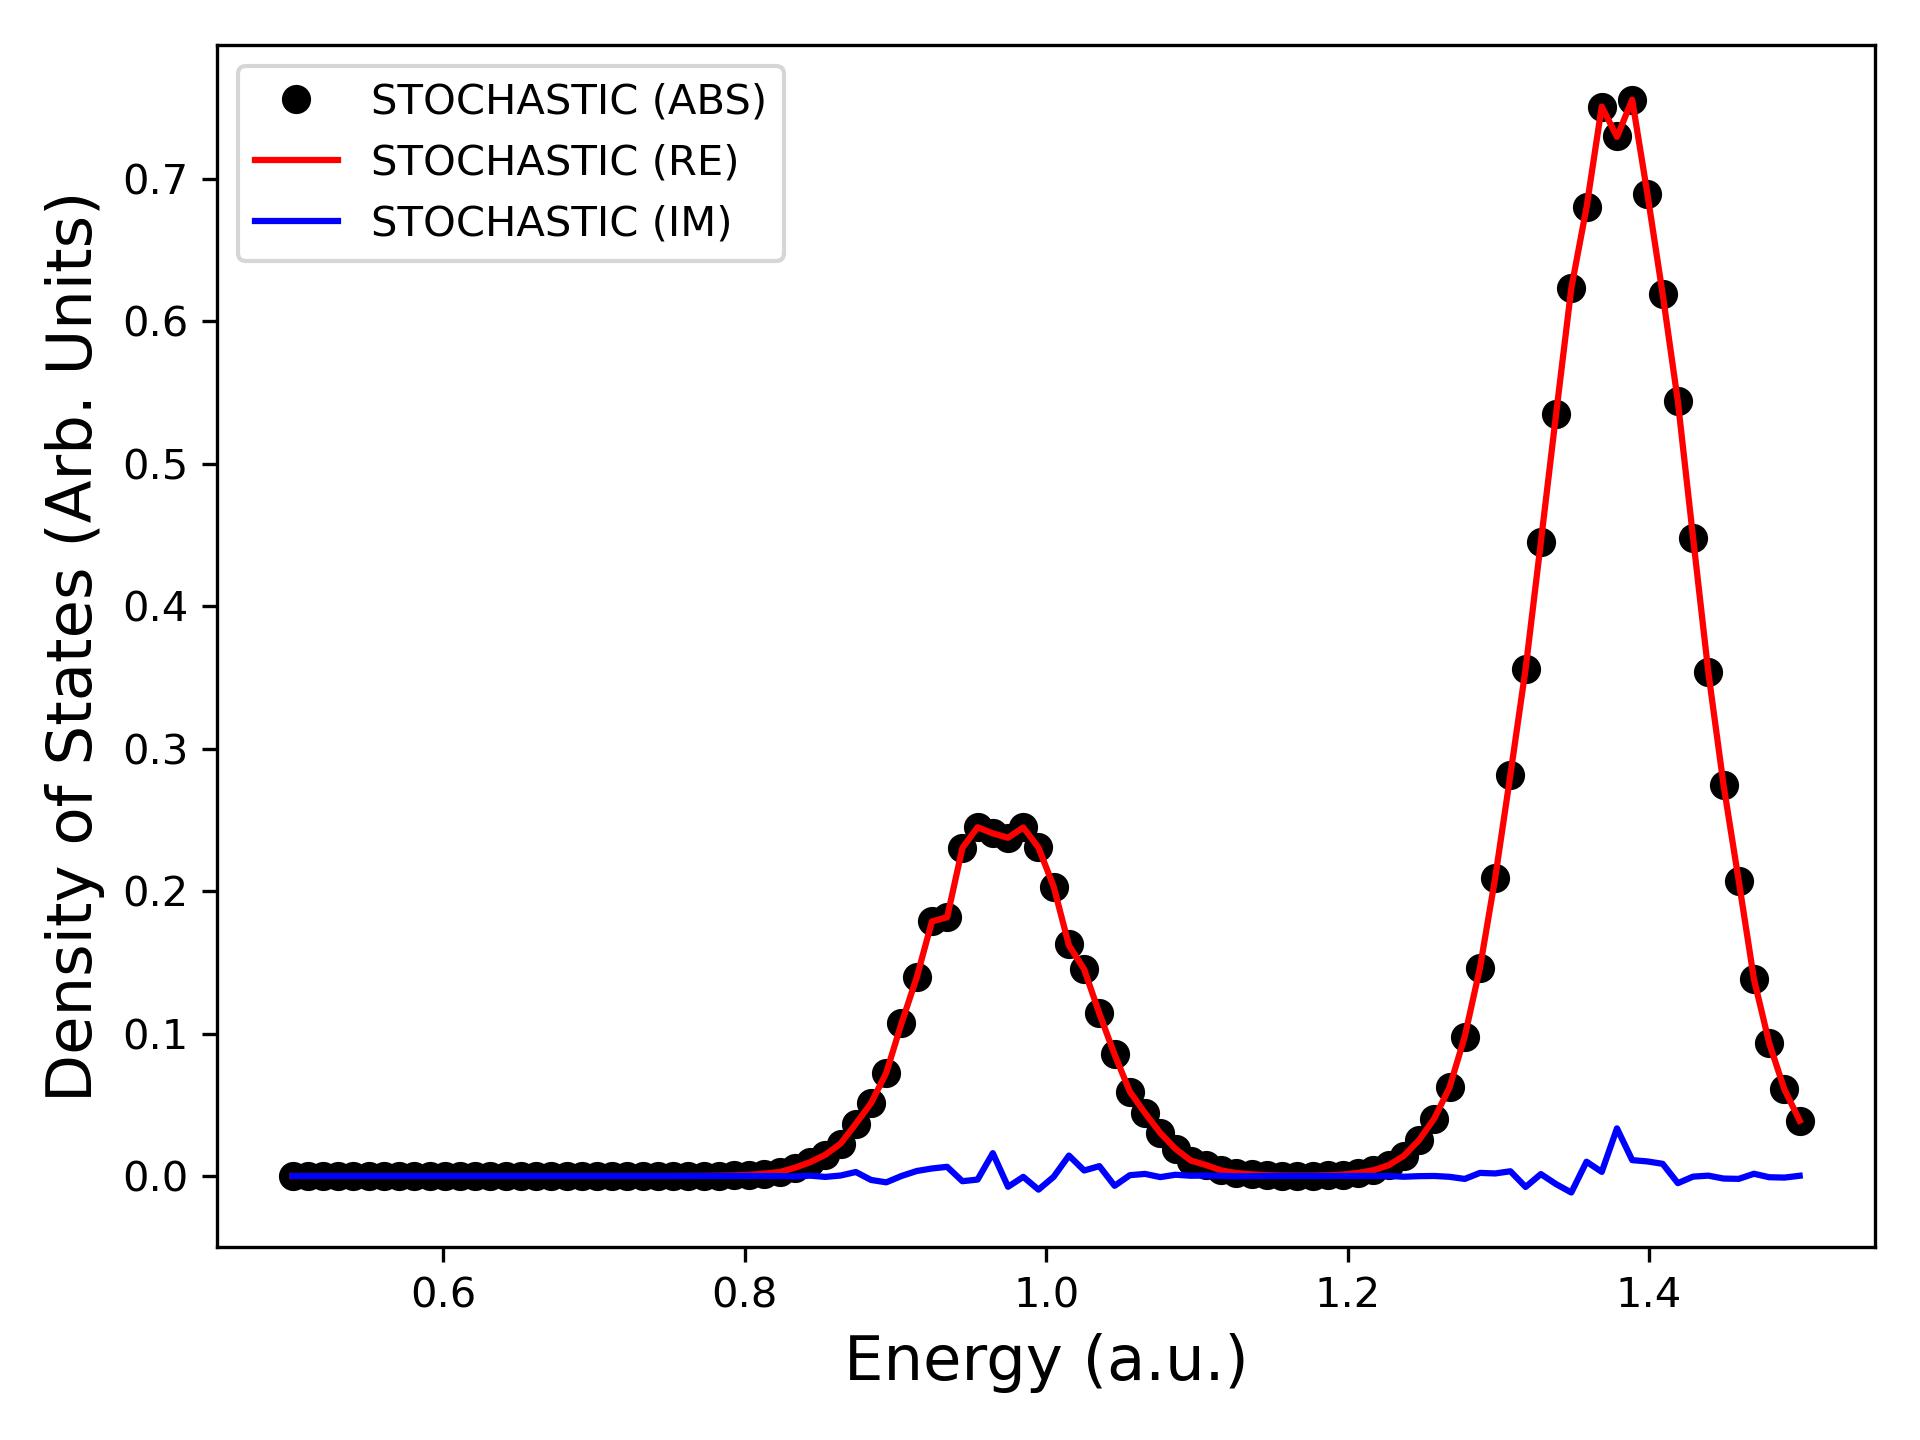 STOCHASTIC (ABS)
STOCHASTIC (RE)
STOCHASTIC (IM)
Density of States (Arb. Units)
0.7
0.6
0.5
0.4
0.3
0.2
0.1
0.0
0.6 0.8 1.0 1.2 1.4
Energy (a.u.)